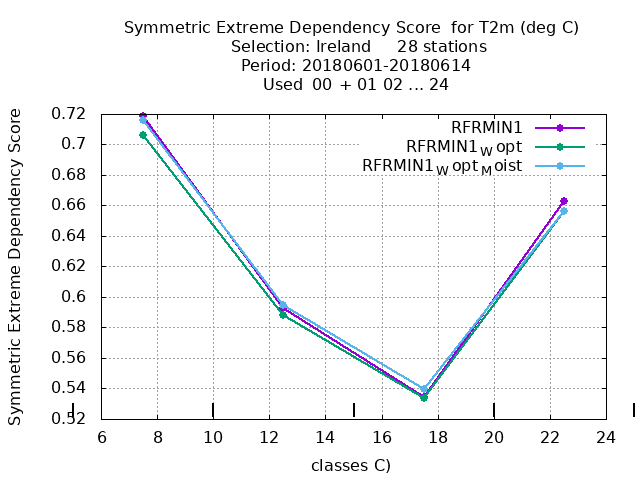 Symmetric Extreme Dependency Score for T2m (deg C)
Selection: Ireland 28 stations
Period: 20180601-20180614
Used 00 + 01 02 ... 24
Symmetric Extreme Dependency Score
0.72
0.7
0.68
0.66
0.64
0.62
0.6
0.58
0.56
0.54
0.52
RFRMIN1
RFRMIN1Wopt
RFRMIN1WoptMoist
6 8 10 12 14 16 18 20 22 24
classes C)